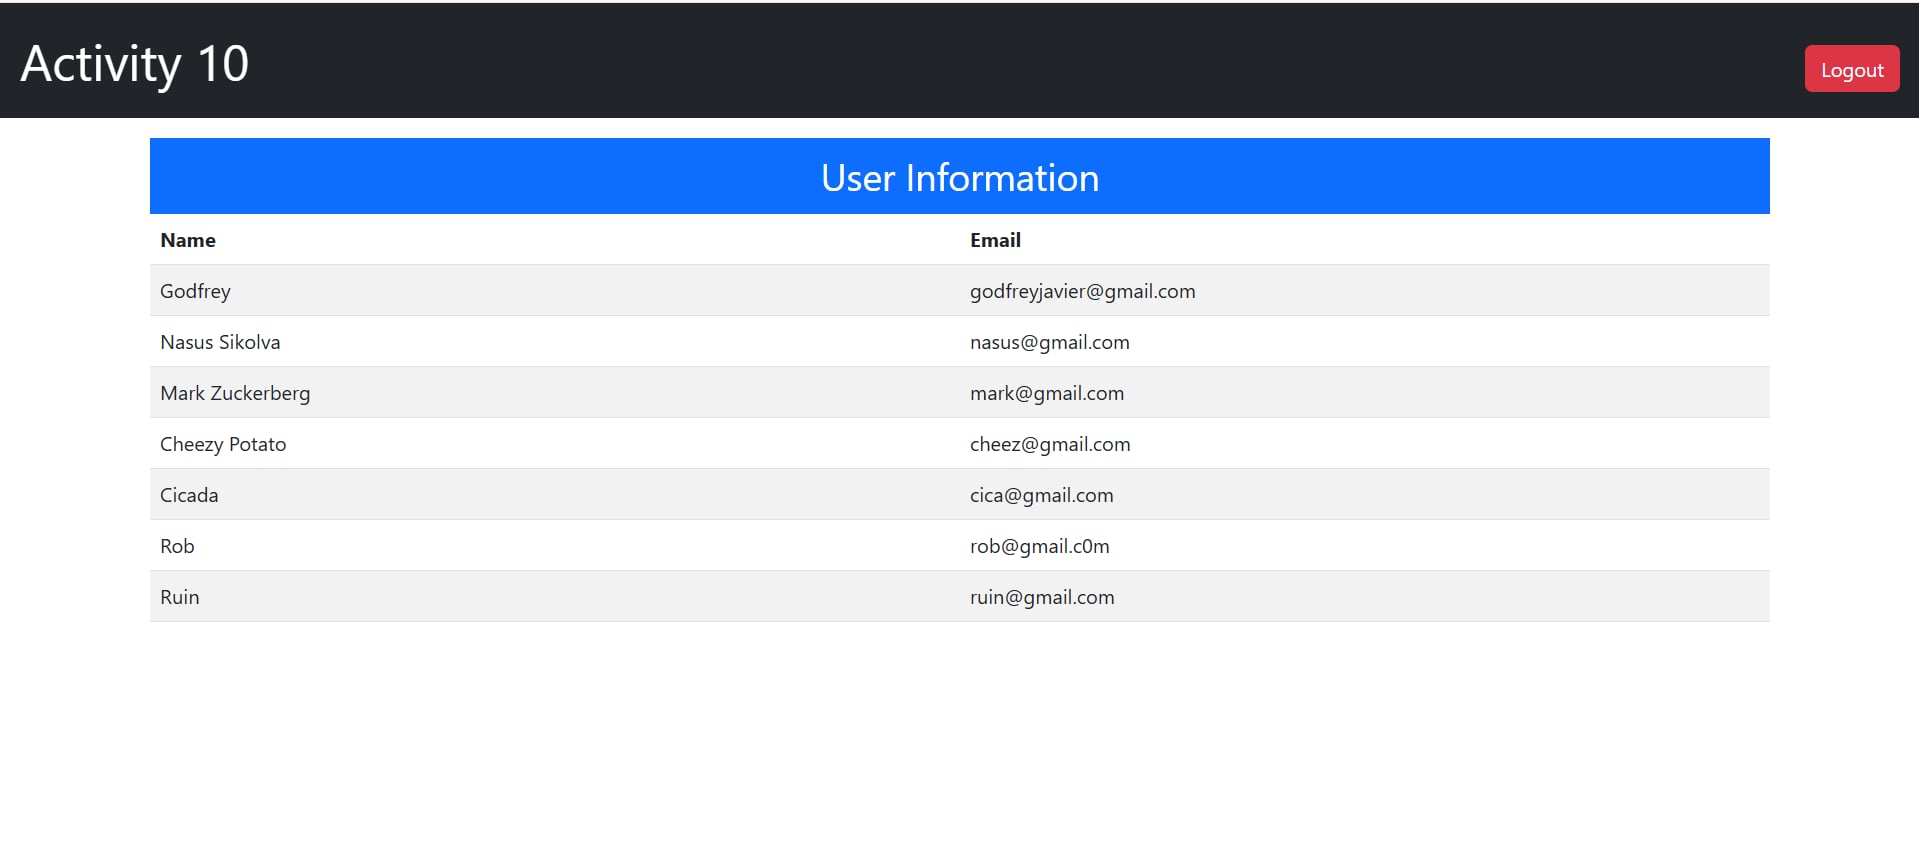 Activity 10
Logout
User Information
Name Email
Godfrey godfreyjavier@gmail.com
Nasus Sikolva nasus@gmail.com
Mark Zuckerberg mark@gmail.com
Cheezy Potato cheez@gmail.com
Cicada cica@gmail.com
Rob rob@gmail.c0m
Ruin ruin@gmail.com